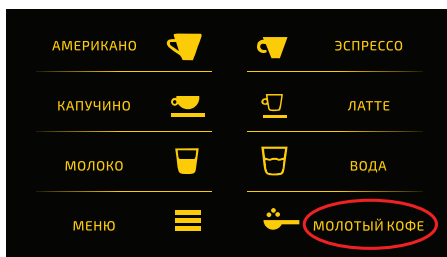 АМЕРИКАНО ЭСПРЕССО
КАПУЧИНО ЛАТТЕ
МОЛОКО ВОДА
МЕНЮ МОЛОТЫЙ КОФЕ